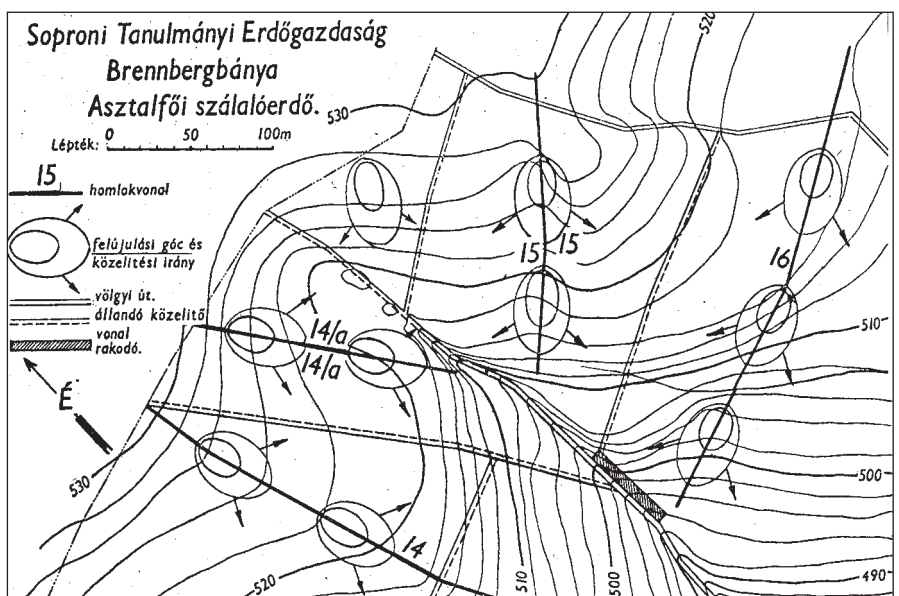 Soproni Tanulmányi Erdőgazdaság
Brennbergbánya
Asztalfői szálalóerdő.
Lépték: 0 50 100m
15 homlokvonal
felújulási góc és
közelítési irány
völgyi út.
állandó közelítő
vonal
rakodó.
É
530
520
15 15
16
510
14/a
14/a
530
500
14
520
510
500
490